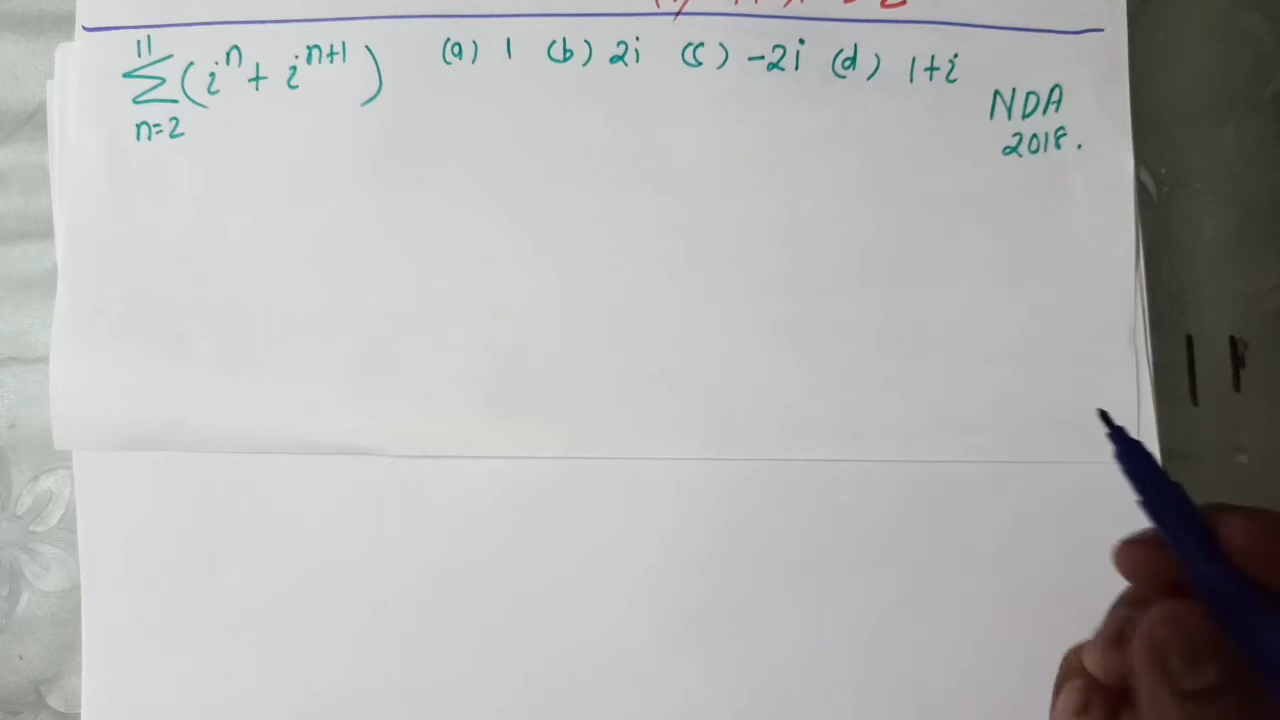 11
∑(i^n + i^{n+1}) (a) 1 (b) 2i (c) -2i (d) 1+i
n=2
NDA
2018.